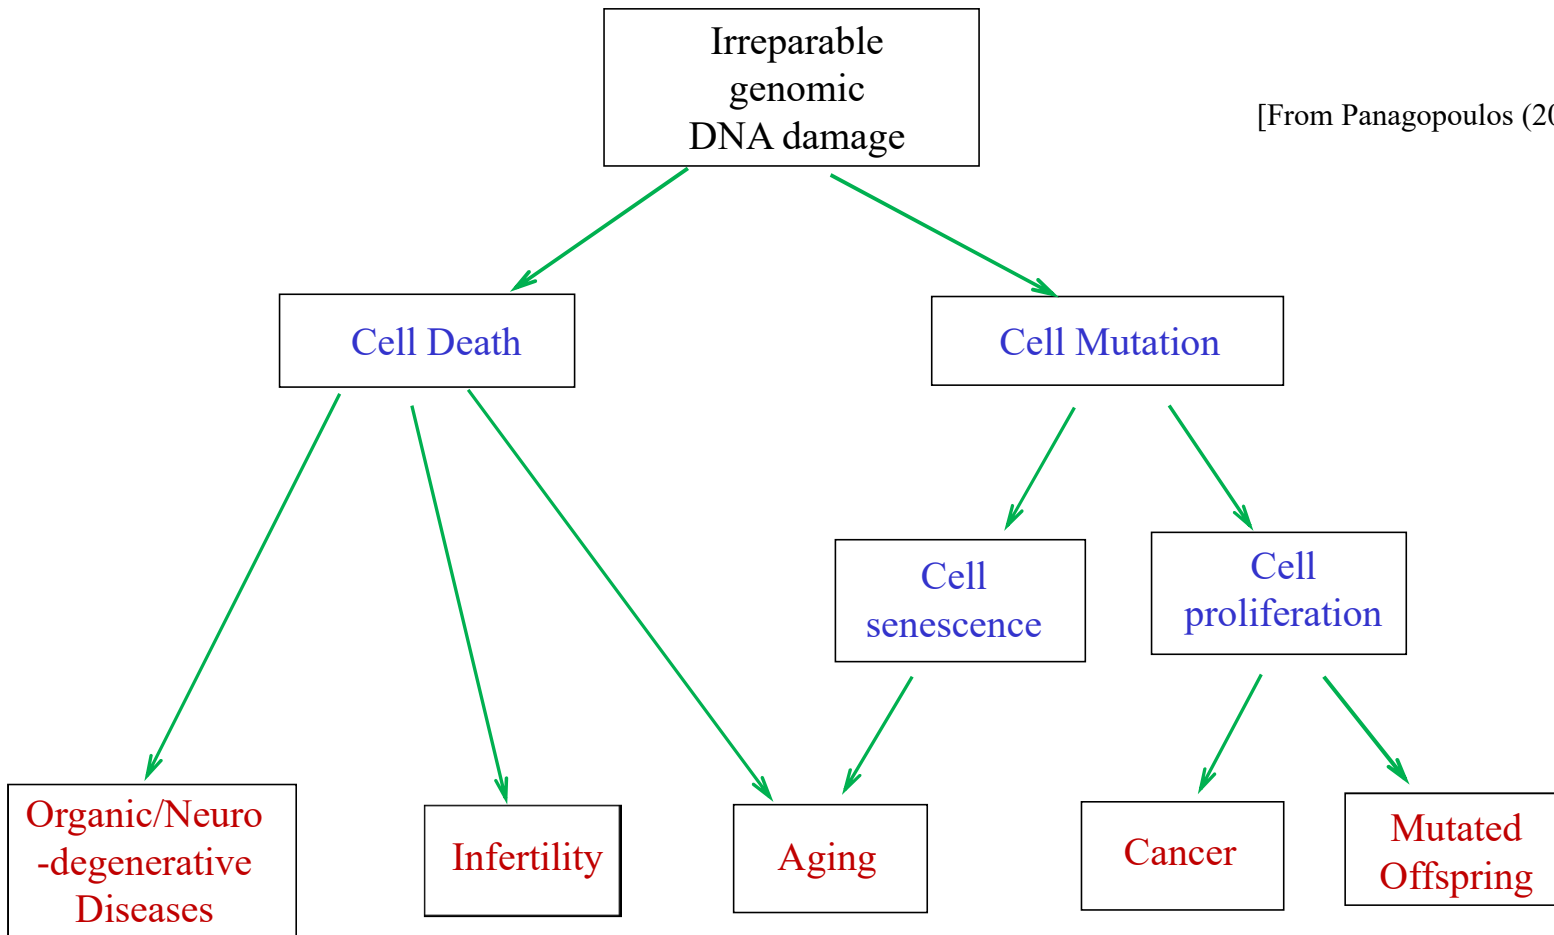 Irreparable
genomic
DNA damage
[From Panagopoulos (20
Cell Death
Cell Mutation
Cell
senescence
Cell
proliferation
Organic/Neuro
-degenerative
Diseases
Infertility
Aging
Cancer
Mutated
Offspring